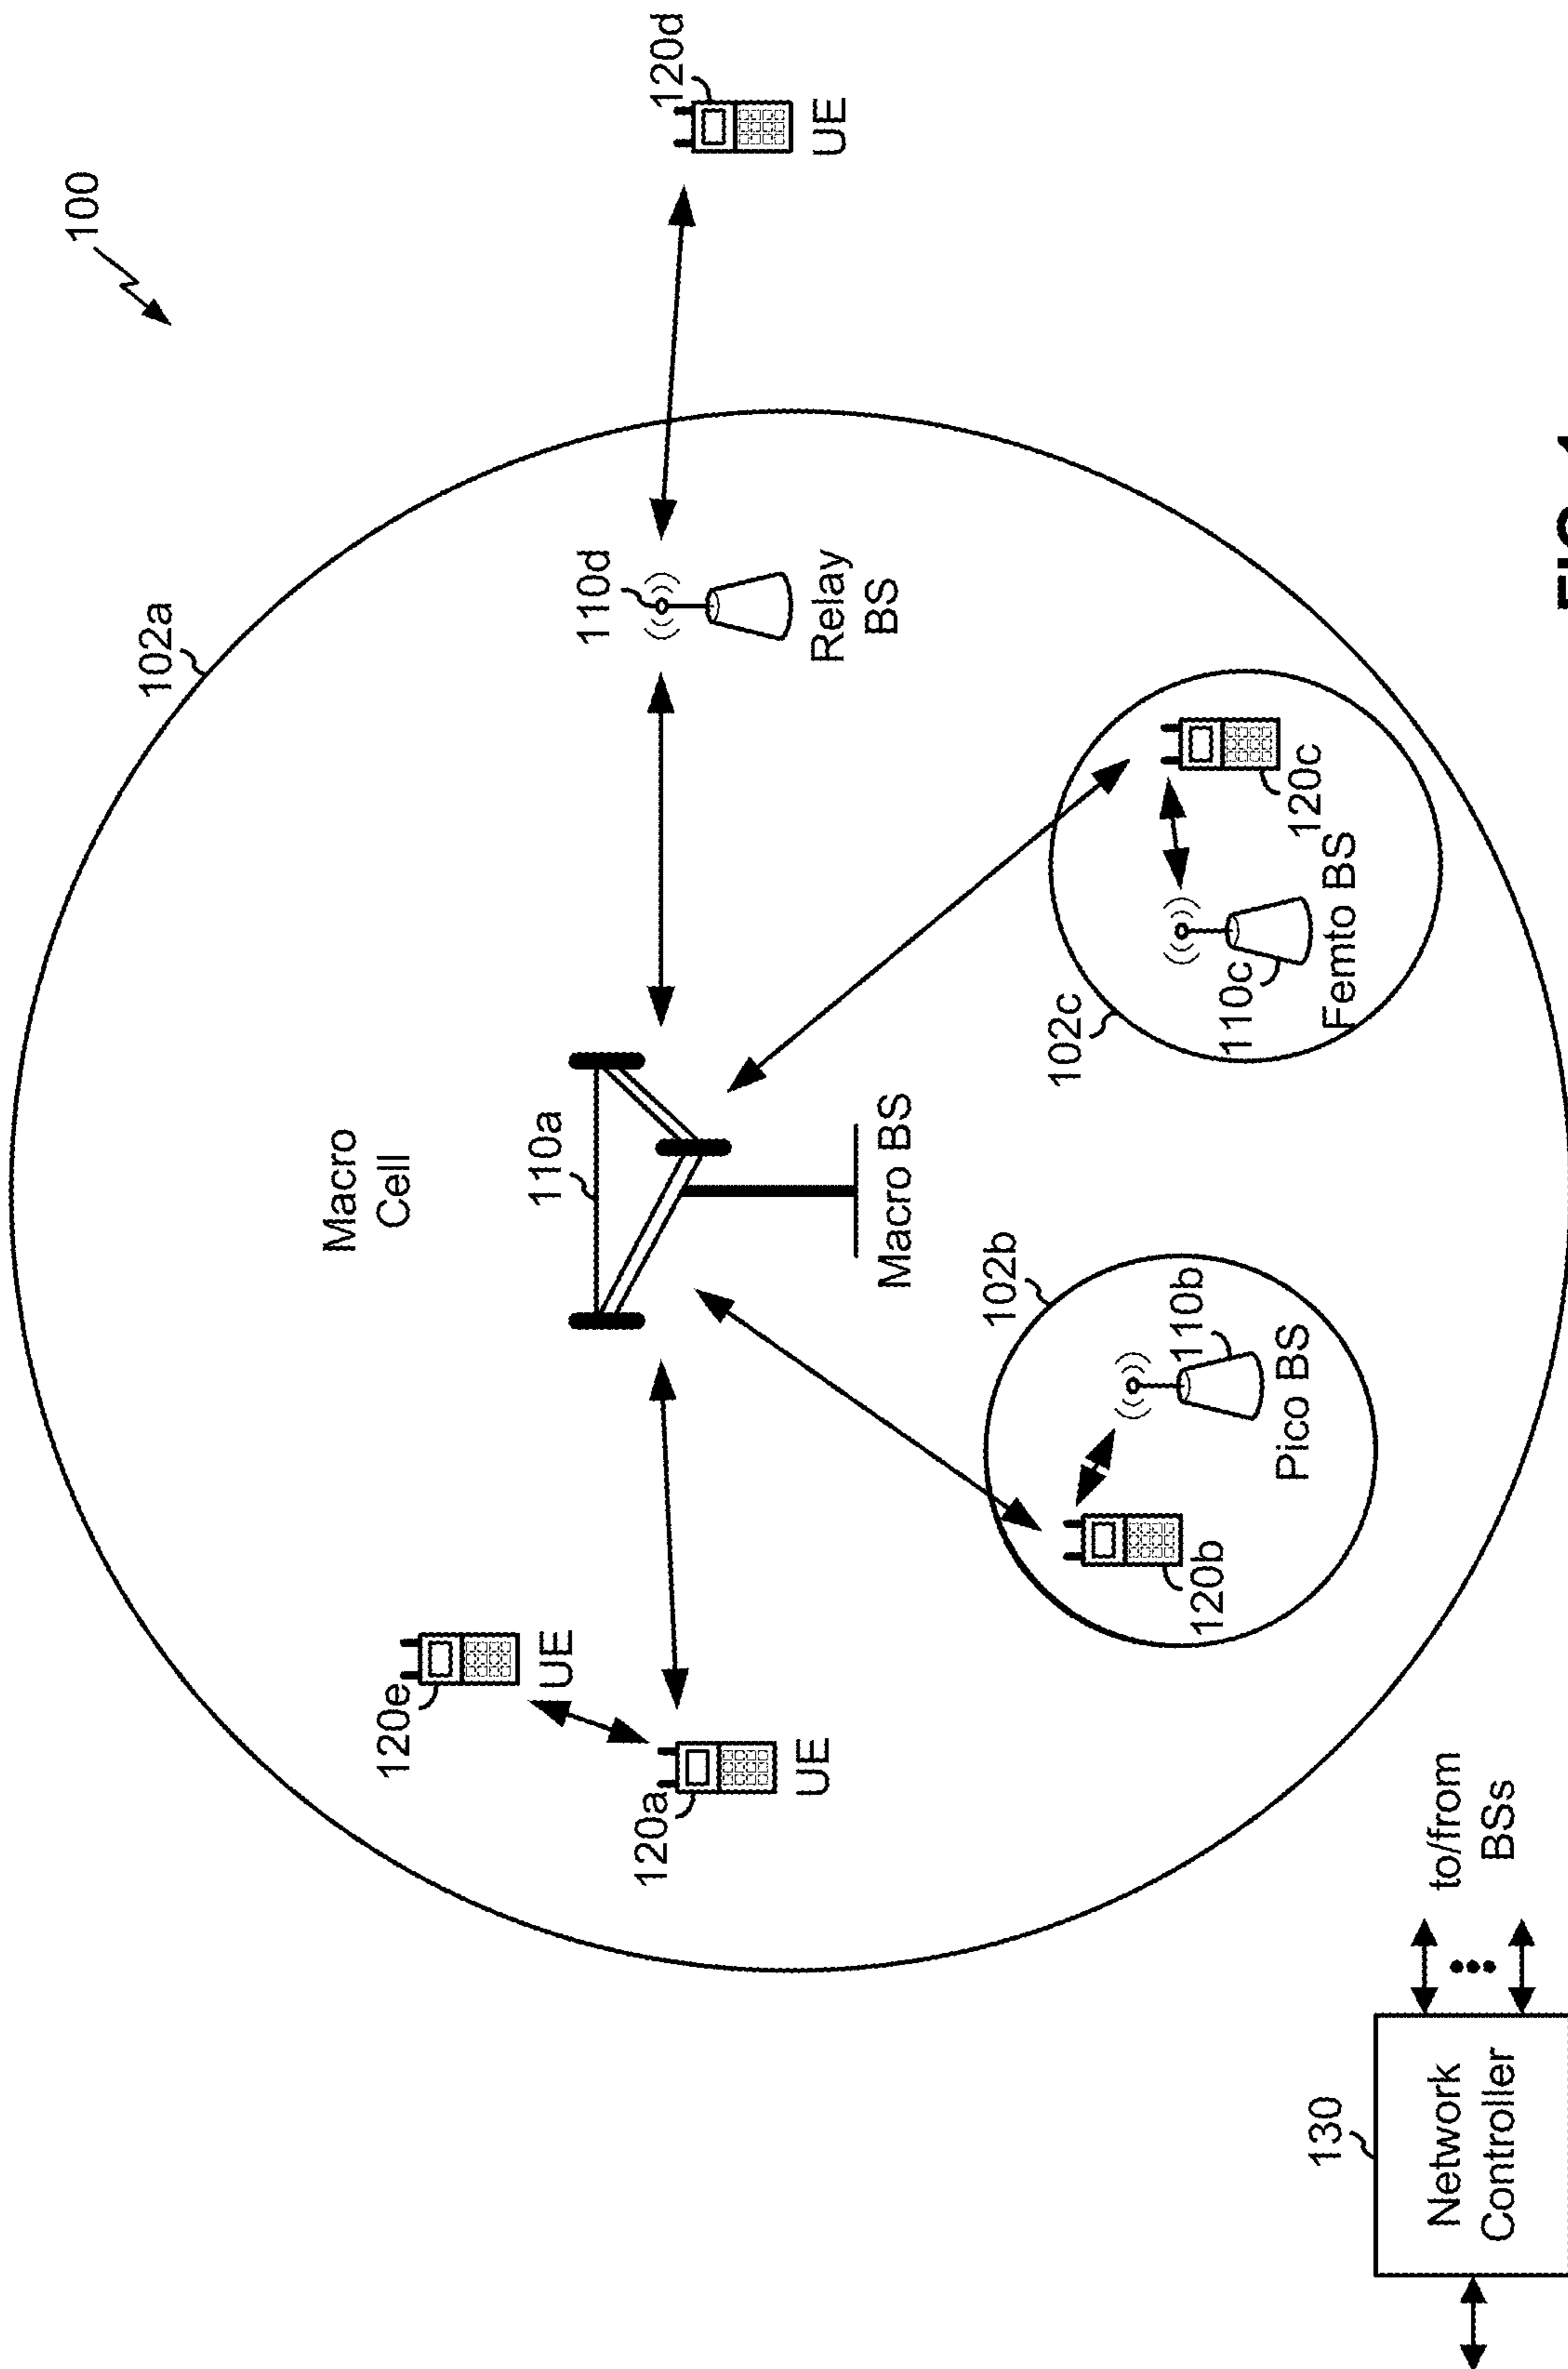 100
102a
Macro
Cell
120e
UE
110a
110d
120d
120a
UE
Macro BS
Relay
BS
UE
102b
102c
120b
110b
Pico BS
110c
120c
Femto BS
130
Network
Controller
to/from
BSs